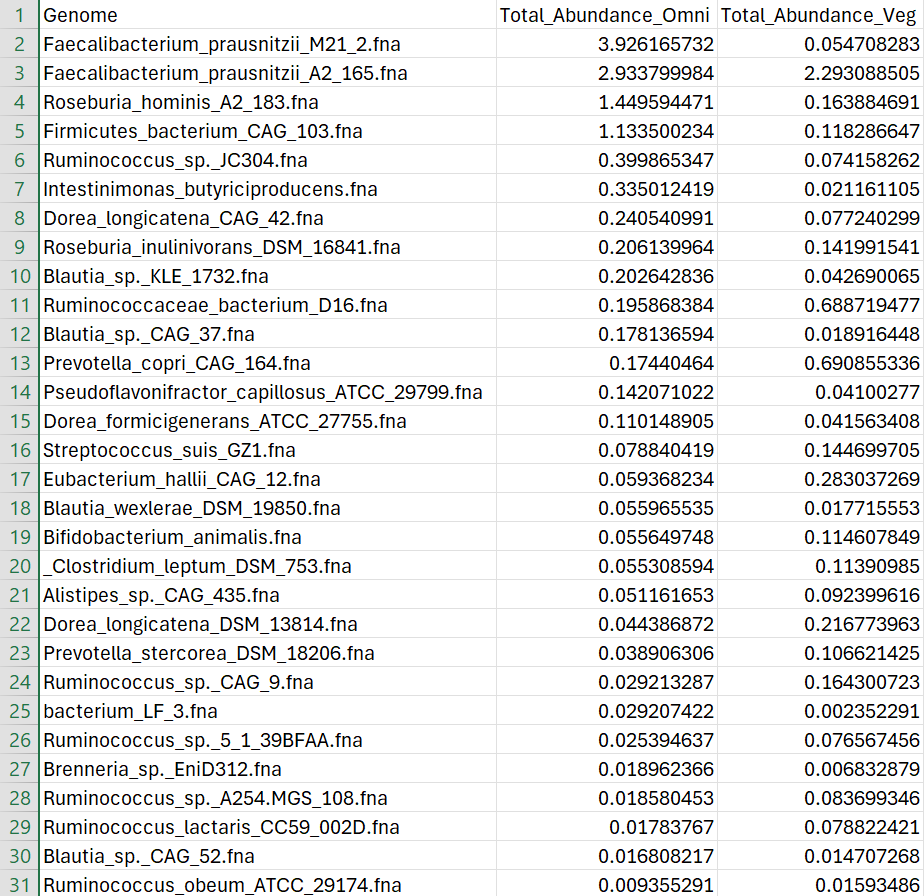 1 Genome Total_Abundance_Omni Total_Abundance_Veg
2 Faecalibacterium_prausnitzii_M21_2.fna 3.926165732 0.054708283
3 Faecalibacterium_prausnitzii_A2_165.fna 2.933799984 2.293088505
4 Roseburia_hominis_A2_183.fna 1.449594471 0.163884691
5 Firmicutes_bacterium_CAG_103.fna 1.133500234 0.118286647
6 Ruminococcus_sp._JC304.fna 0.399865347 0.074158262
7 Intestinimonas_butyriciproducens.fna 0.335012419 0.021161105
8 Dorea_longicatena_CAG_42.fna 0.240540991 0.077240299
9 Roseburia_inulinivorans_DSM_16841.fna 0.206139964 0.141991541
10 Blautia_sp._KLE_1732.fna 0.202642836 0.042690065
11 Ruminococcaceae_bacterium_D16.fna 0.195868384 0.688719477
12 Blautia_sp._CAG_37.fna 0.178136594 0.018916448
13 Prevotella_copri_CAG_164.fna 0.17440464 0.690855336
14 Pseudoflavonifractor_capillosus_ATCC_29799.fna 0.142071022 0.04100277
15 Dorea_formicigenerans_ATCC_27755.fna 0.110148905 0.041563408
16 Streptococcus_suis_GZ1.fna 0.078840419 0.144699705
17 Eubacterium_hallii_CAG_12.fna 0.059368234 0.283037269
18 Blautia_wexlerae_DSM_19850.fna 0.055965535 0.017715553
19 Bifidobacterium_animalis.fna 0.055649748 0.114607849
20 _Clostridium_leptum_DSM_753.fna 0.055308594 0.11390985
21 Alistipes_sp._CAG_435.fna 0.051161653 0.092399616
22 Dorea_longicatena_DSM_13814.fna 0.044386872 0.216773963
23 Prevotella_stercorea_DSM_18206.fna 0.038906306 0.106621425
24 Ruminococcus_sp._CAG_9.fna 0.029213287 0.164300723
25 bacterium_LF_3.fna 0.029207422 0.002352291
26 Ruminococcus_sp._5_1_39BFAA.fna 0.025394637 0.076567456
27 Brenneria_sp._EniD312.fna 0.018962366 0.006832879
28 Ruminococcus_sp._A254.MGS_108.fna 0.018580453 0.083699346
29 Ruminococcus_lactaris_CC59_002D.fna 0.01783767 0.078822421
30 Blautia_sp._CAG_52.fna 0.016808217 0.014707268
31 Ruminococcus_obeum_ATCC_29174.fna 0.009355291 0.01593486